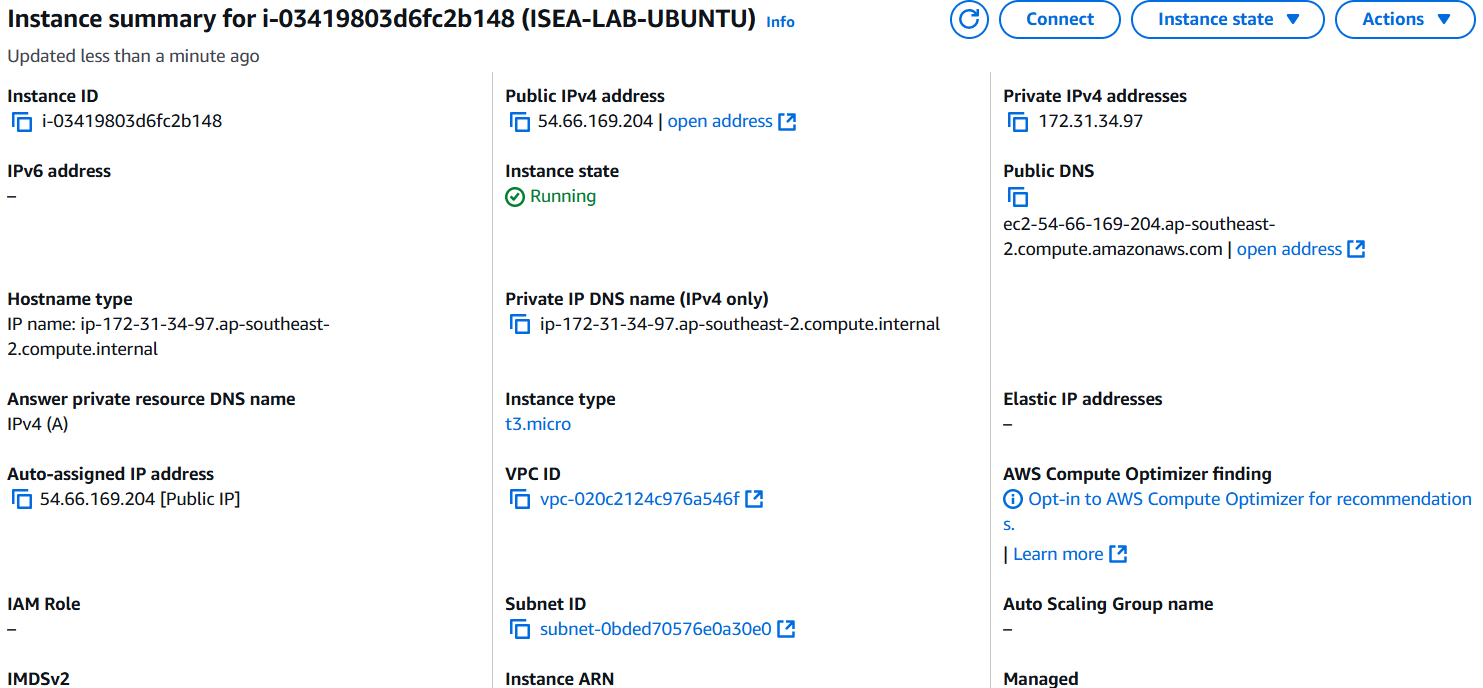 Instance summary for i-03419803d6fc2b148 (ISEA-LAB-UBUNTU) Info
Connect
Instance state
Actions
Updated less than a minute ago
Instance ID
i-03419803d6fc2b148
Public IPv4 address
54.66.169.204 | open address
Private IPv4 addresses
172.31.34.97
IPv6 address
–
Instance state
Running
Public DNS
ec2-54-66-169-204.ap-southeast-
2.compute.amazonaws.com | open address
Hostname type
IP name: ip-172-31-34-97.ap-southeast-
2.compute.internal
Private IP DNS name (IPv4 only)
ip-172-31-34-97.ap-southeast-2.compute.internal
Answer private resource DNS name
IPv4 (A)
Instance type
t3.micro
Elastic IP addresses
–
Auto-assigned IP address
54.66.169.204 [Public IP]
VPC ID
vpc-020c2124c976a546f
AWS Compute Optimizer finding
Opt-in to AWS Compute Optimizer for recommendation
s.
| Learn more
IAM Role
–
Subnet ID
subnet-0bded70576e0a30e0
Auto Scaling Group name
–
IMDSv2
Instance ARN
Managed